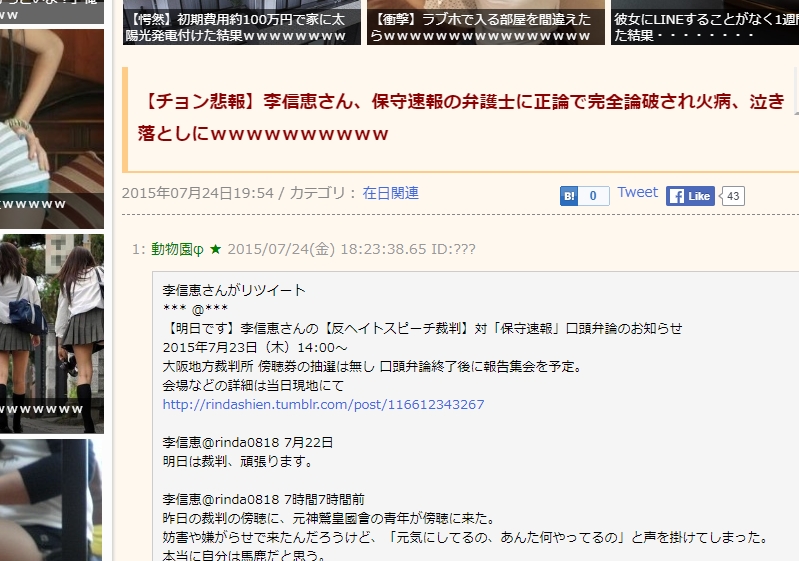 【愕然】初期費用約100万円で家に太
陽光発電付けた結果ｗｗｗｗｗｗｗｗ
【衝撃】ラブホで入る部屋を間違えた
らｗｗｗｗｗｗｗｗｗｗｗｗｗｗｗｗｗ
彼女にLINEすることがなく1週間
た結果・・・・・・・・
ｗｗ
ｗｗｗｗｗ
ｗｗｗｗｗｗｗ
【チョン悲報】李信恵さん、保守速報の弁護士に正論で完全論破され火病、泣き
落としにｗｗｗｗｗｗｗｗｗｗ
2015年07月24日19:54 / カテゴリ： 在日関連
B! 0 Tweet Like 43
1: 動物園φ ★ 2015/07/24(金) 18:23:38.65 ID:???
李信恵さんがリツイート
*** @***
【明日です】李信恵さんの【反ヘイトスピーチ裁判】対「保守速報」口頭弁論のお知らせ
2015年7月23日（木）14:00～
大阪地方裁判所 傍聴券の抽選は無し 口頭弁論終了後に報告集会を予定。
会場などの詳細は当日現地にて
http://rindashien.tumblr.com/post/116612343267
李信恵@rinda0818 7月22日
明日は裁判、頑張ります。
李信恵@rinda0818 7時間7時間前
昨日の裁判の傍聴に、元神鷲皇國會の青年が傍聴に来た。
妨害や嫌がらせで来たんだろうけど、「元気にしてるの、あんた何やってるの」と声を掛けてしまった。
本当に自分は馬鹿だと思う。